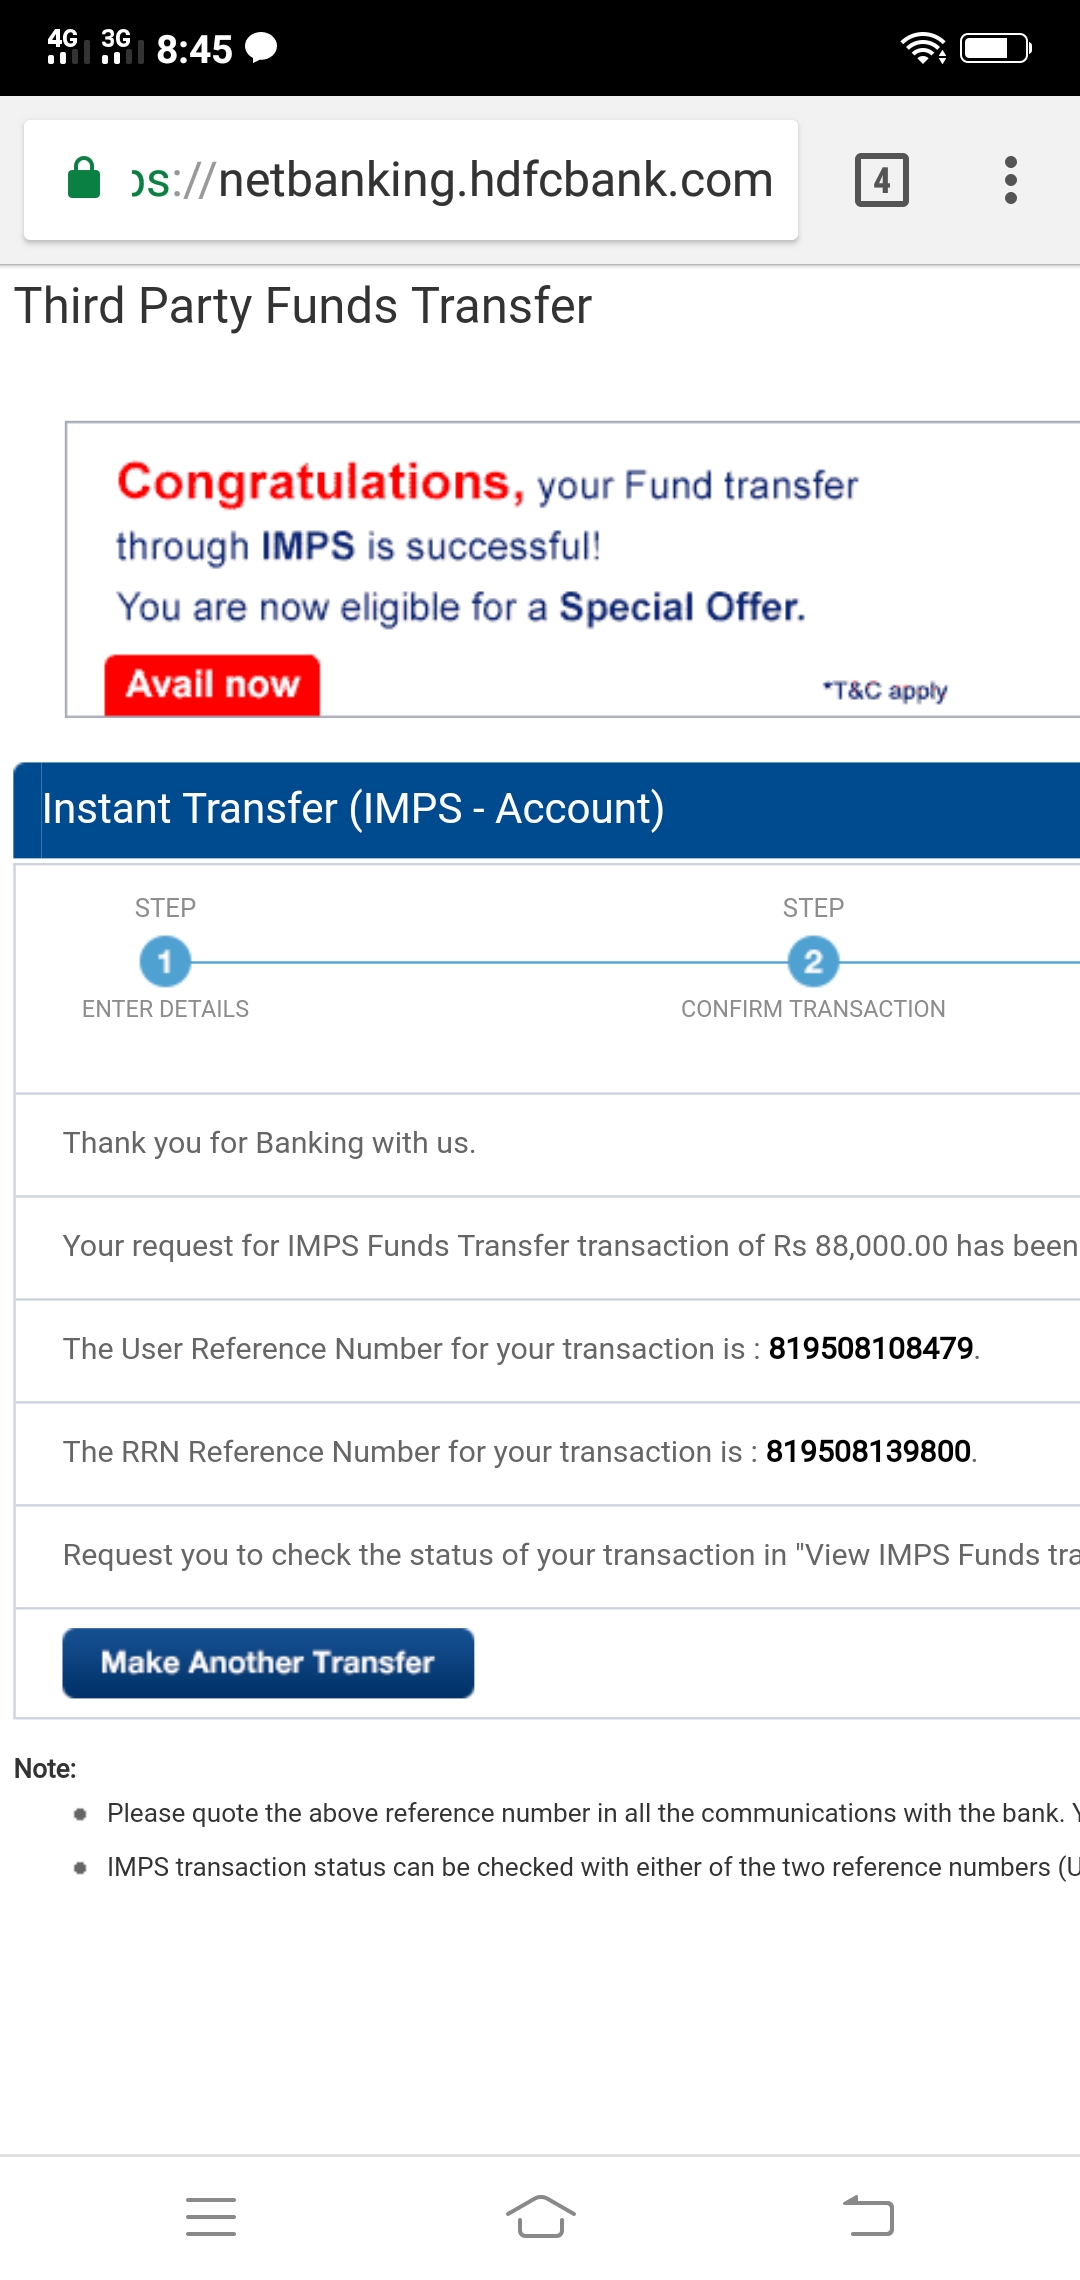 4G 3G 8:45
ps://netbanking.hdfcbank.com 4
Third Party Funds Transfer
Congratulations, your Fund transfer
through IMPS is successful!
You are now eligible for a Special Offer.
Avail now
*T&C apply
Instant Transfer (IMPS - Account)
STEP STEP
1 2
ENTER DETAILS CONFIRM TRANSACTION
Thank you for Banking with us.
Your request for IMPS Funds Transfer transaction of Rs 88,000.00 has been
The User Reference Number for your transaction is : 819508108479.
The RRN Reference Number for your transaction is : 819508139800.
Request you to check the status of your transaction in "View IMPS Funds tra
Make Another Transfer
Note:
Please quote the above reference number in all the communications with the bank. Y
IMPS transaction status can be checked with either of the two reference numbers (U